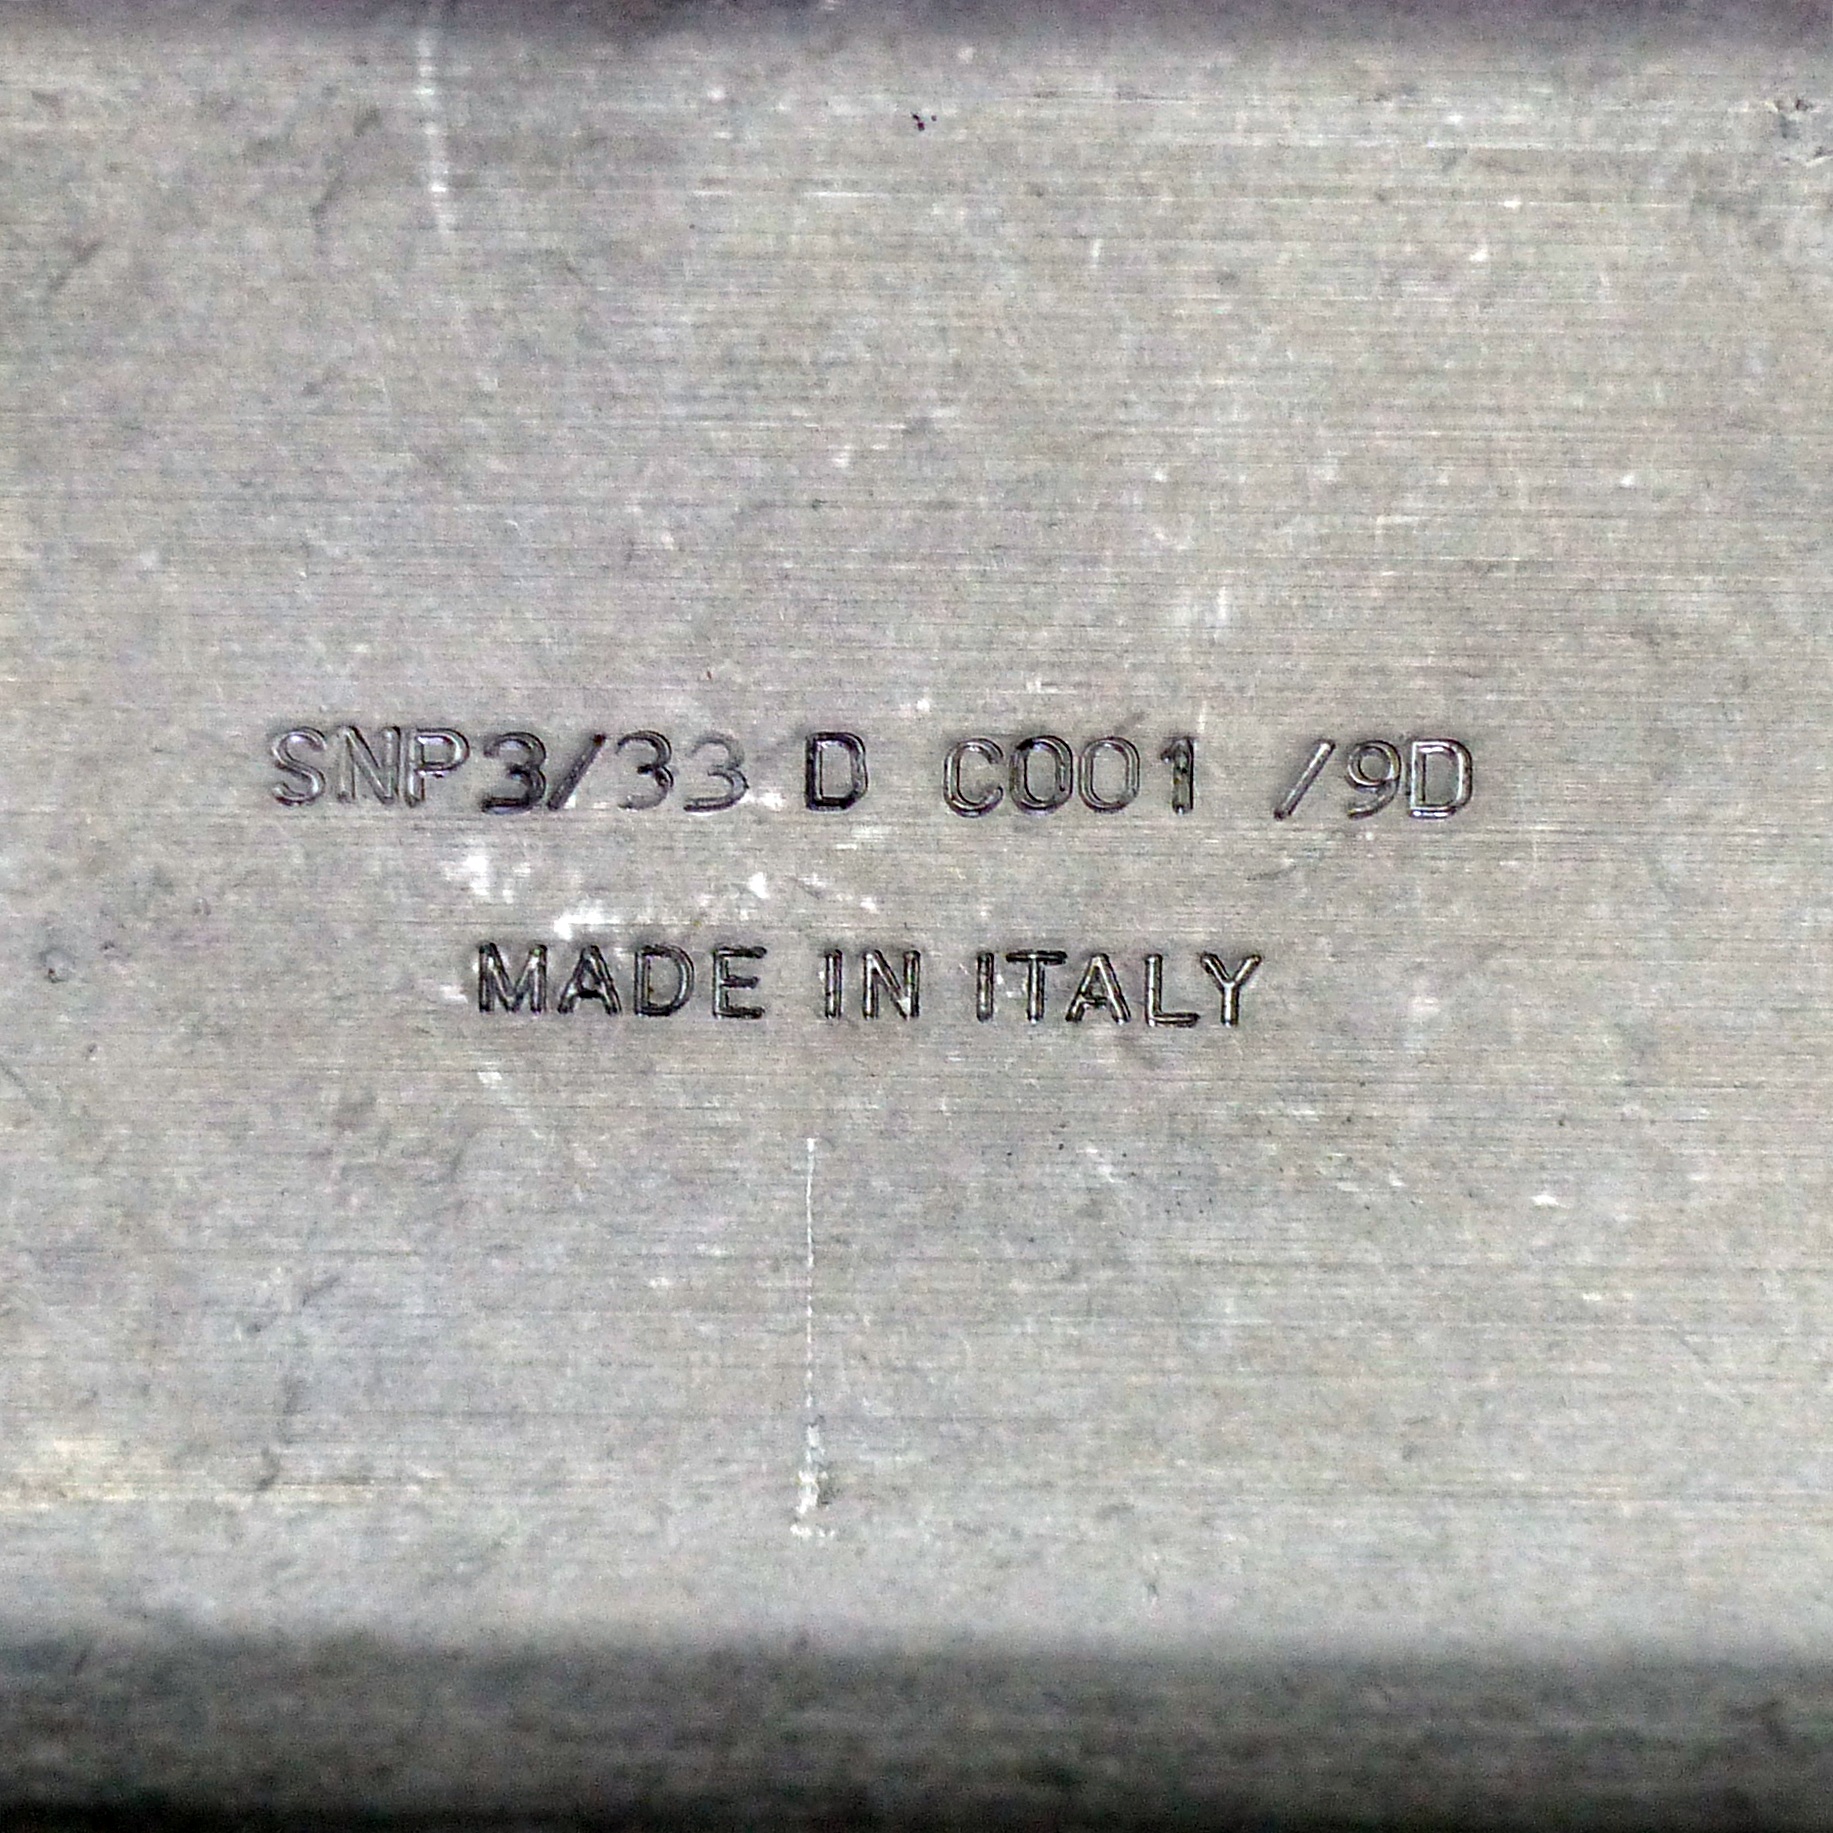 SNP3/33 D C001 /9D
MADE IN ITALY